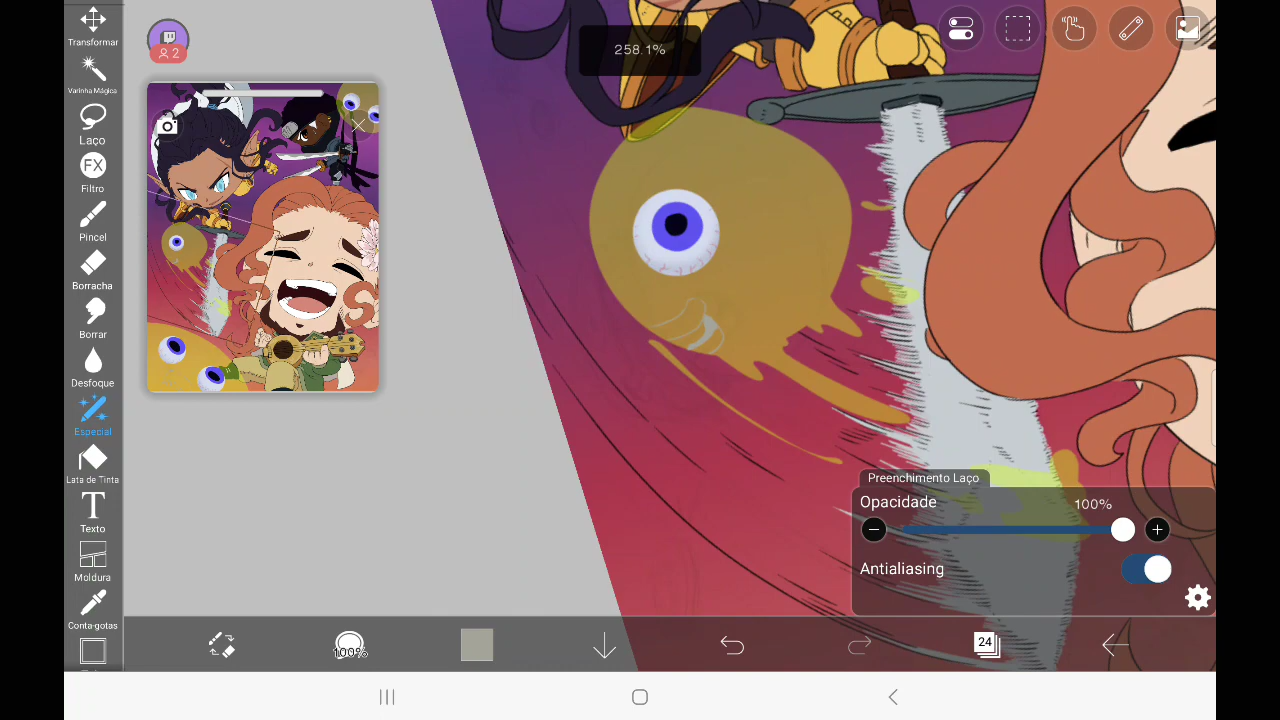 Transformar
Varinha Mágica
Laço
FX
Filtro
Pincel
Borracha
Borrar
Desfoque
Especial
Lata de Tinta
T
Texto
Moldura
Conta-gotas
2
258.1%
Preenchimento Laço
Opacidade
100%
Antialiasing
100%
24